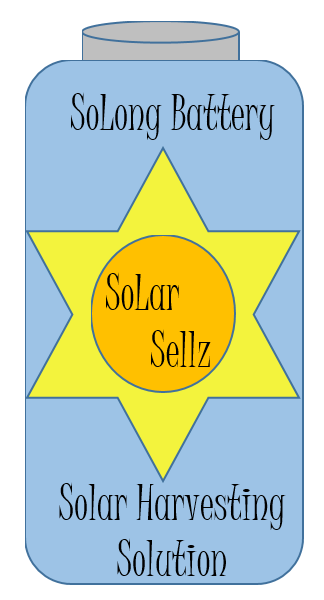 SoLong Battery
SoLar
Sellz
Solar Harvesting
Solution